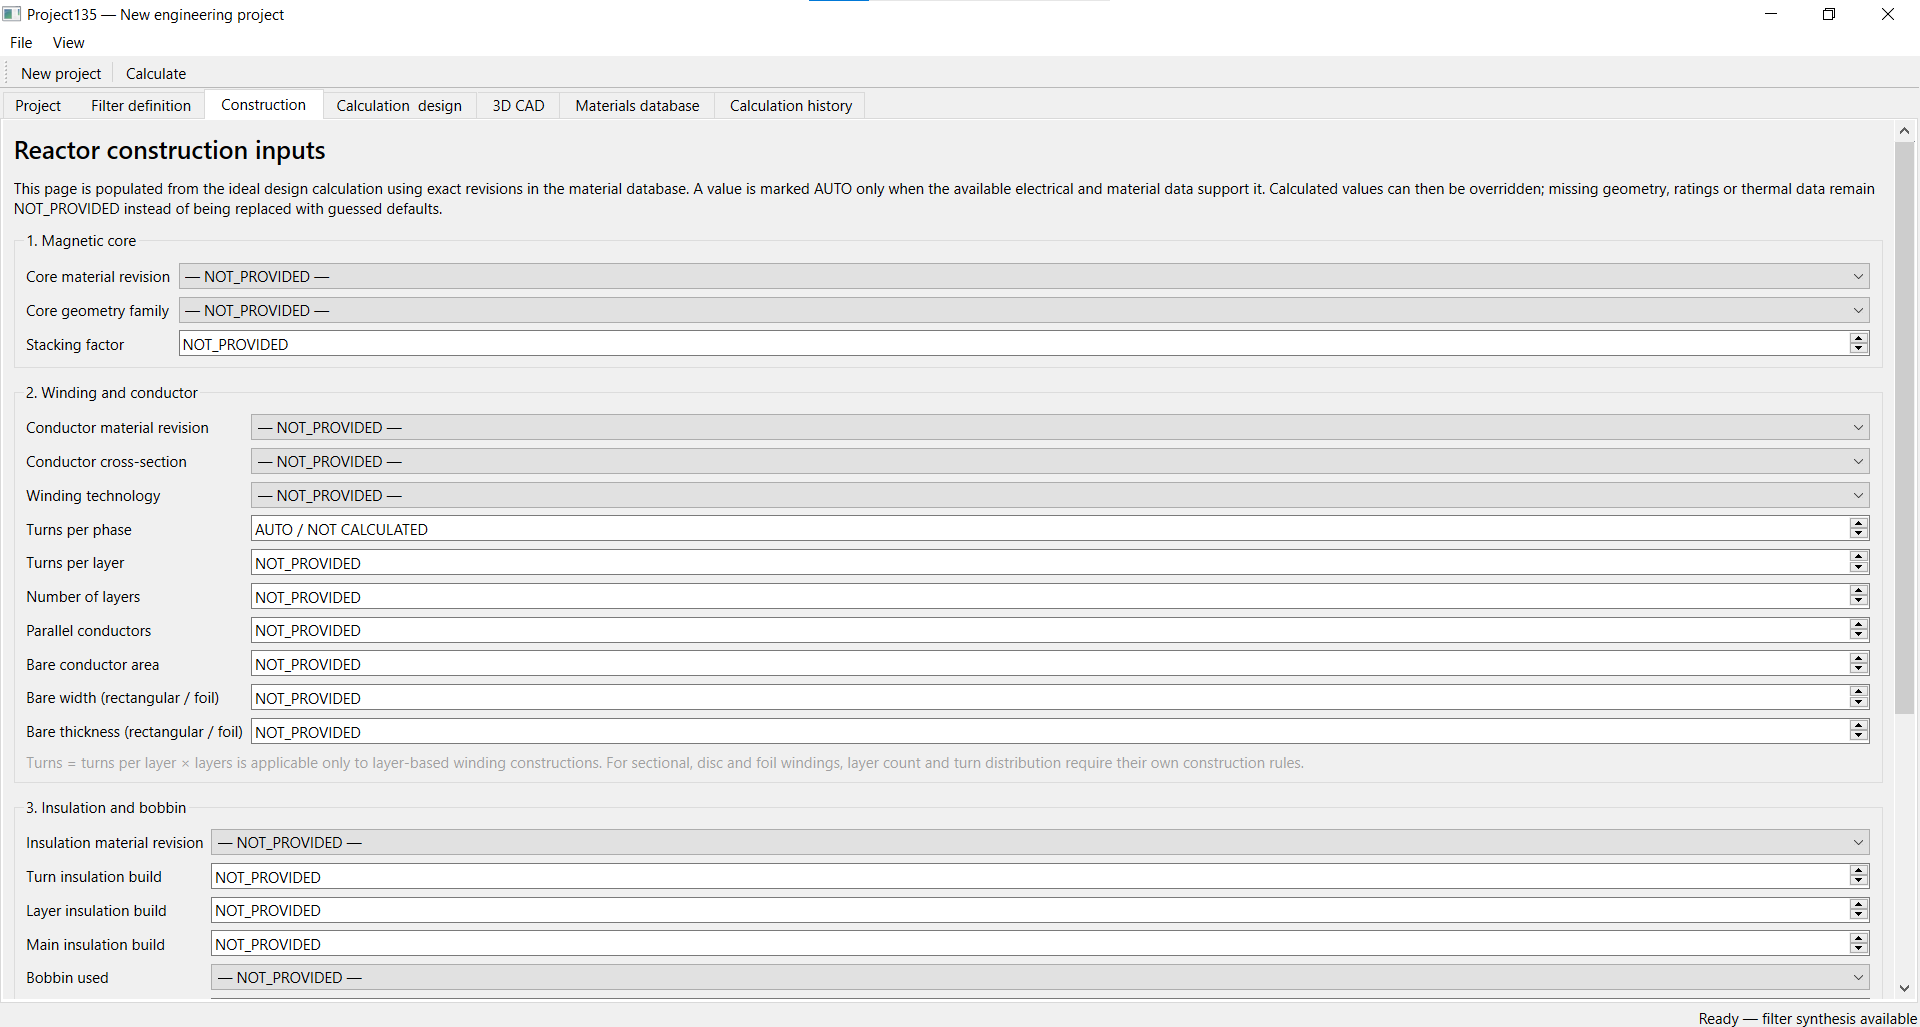 Project135 — New engineering project
File View
New project Calculate
Project Filter definition Construction Calculation  design 3D CAD Materials database Calculation history
Reactor construction inputs
This page is populated from the ideal design calculation using exact revisions in the material database. A value is marked AUTO only when the available electrical and material data support it. Calculated values can then be overridden; missing geometry, ratings or thermal data remain
NOT_PROVIDED instead of being replaced with guessed defaults.
1. Magnetic core
Core material revision — NOT_PROVIDED —
Core geometry family — NOT_PROVIDED —
Stacking factor NOT_PROVIDED
2. Winding and conductor
Conductor material revision — NOT_PROVIDED —
Conductor cross-section — NOT_PROVIDED —
Winding technology — NOT_PROVIDED —
Turns per phase AUTO / NOT CALCULATED
Turns per layer NOT_PROVIDED
Number of layers NOT_PROVIDED
Parallel conductors NOT_PROVIDED
Bare conductor area NOT_PROVIDED
Bare width (rectangular / foil) NOT_PROVIDED
Bare thickness (rectangular / foil) NOT_PROVIDED
Turns = turns per layer × layers is applicable only to layer-based winding constructions. For sectional, disc and foil windings, layer count and turn distribution require their own construction rules.
3. Insulation and bobbin
Insulation material revision — NOT_PROVIDED —
Turn insulation build NOT_PROVIDED
Layer insulation build NOT_PROVIDED
Main insulation build NOT_PROVIDED
Bobbin used — NOT_PROVIDED —
Ready — filter synthesis available